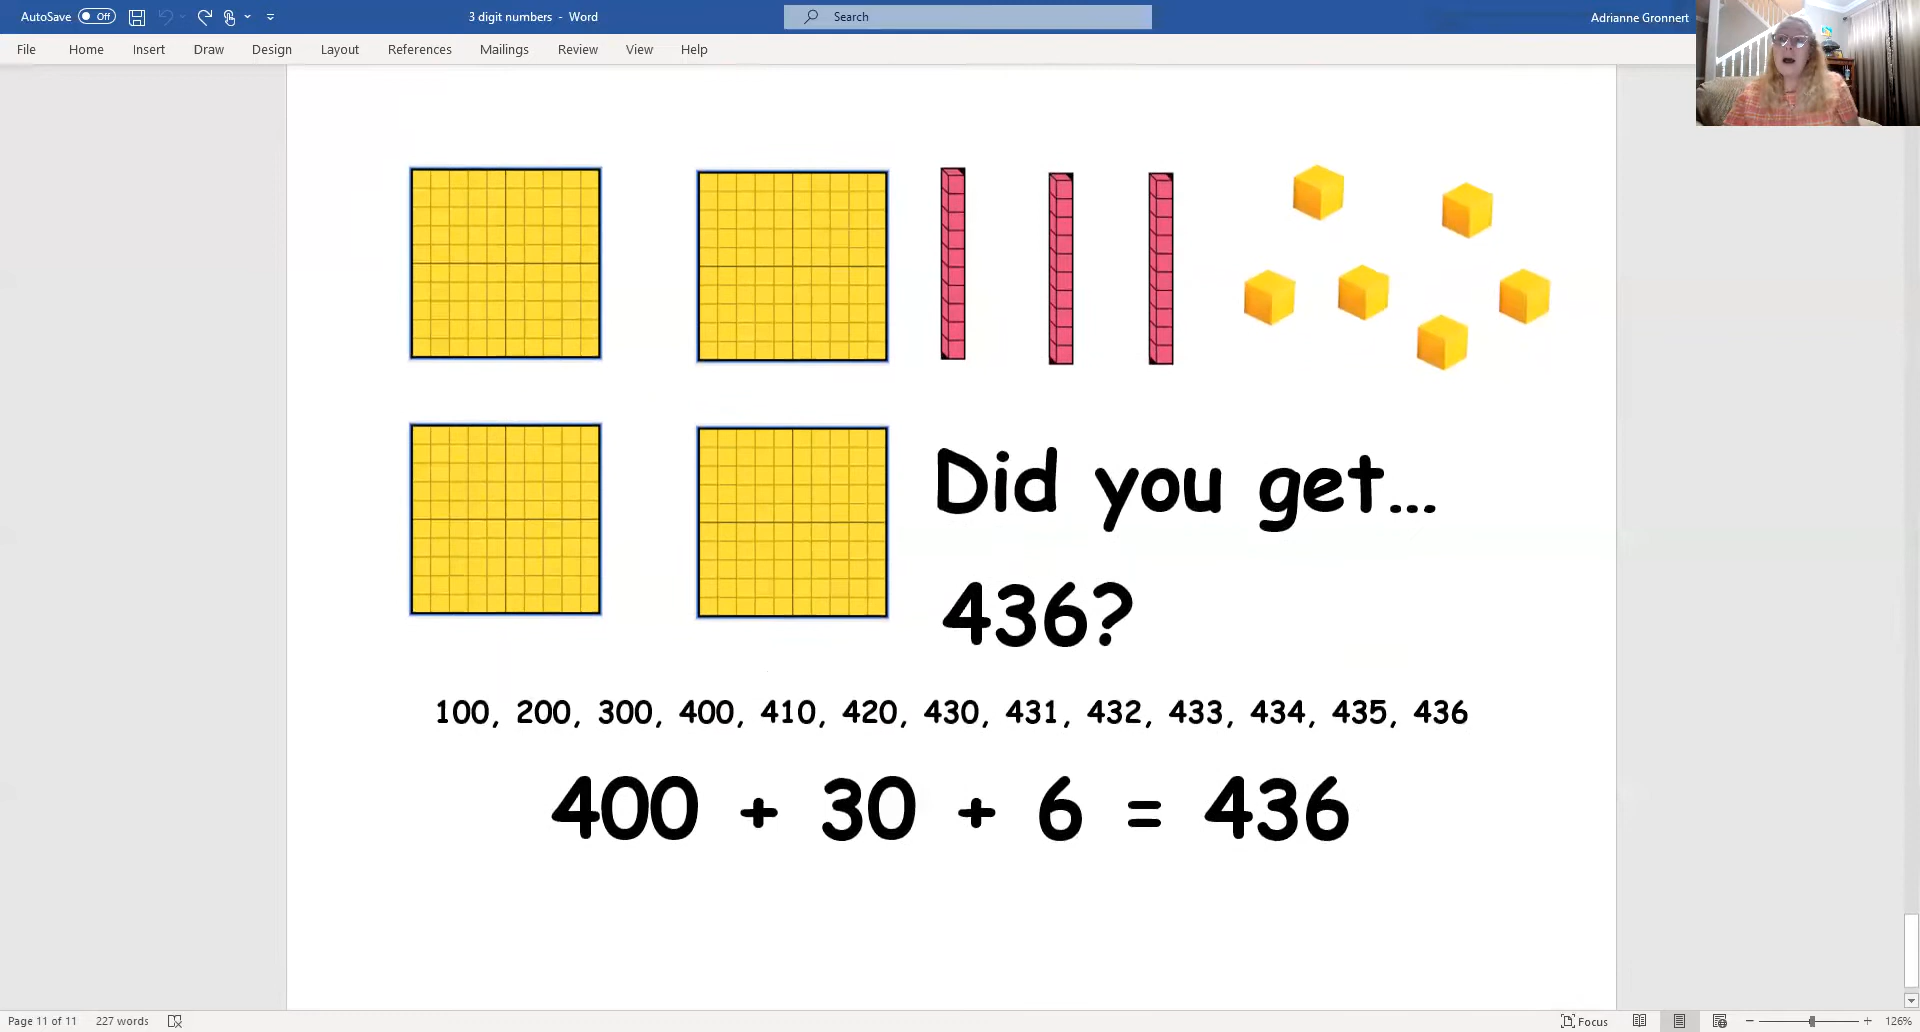 AutoSave Off 3 digit numbers - Word Search Adrianne Gronnert
File Home Insert Draw Design Layout References Mailings Review View Help
Did you get...
436?
100, 200, 300, 400, 410, 420, 430, 431, 432, 433, 434, 435, 436
400 + 30 + 6 = 436
Page 11 of 11 227 words Focus 126%